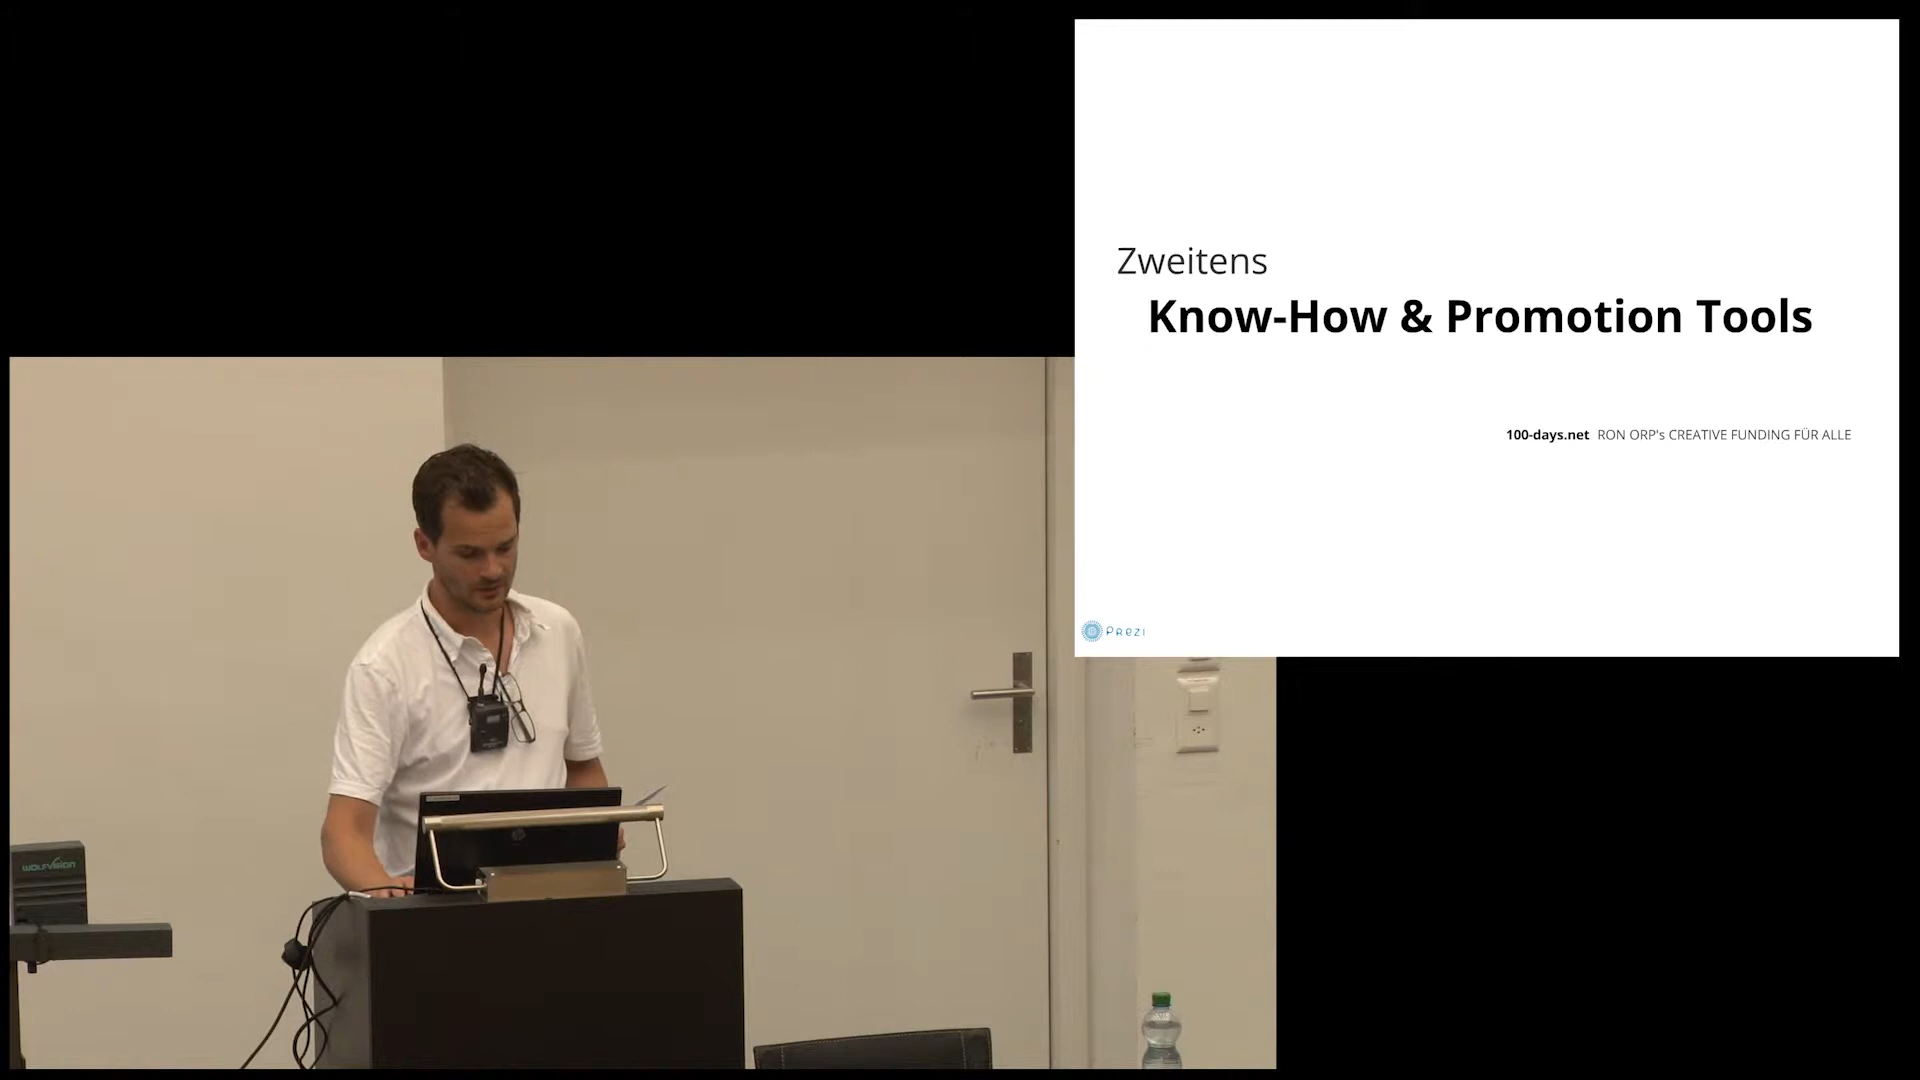 Zweitens
Know-How & Promotion Tools
100-days.net RON ORP's CREATIVE FUNDING FÜR ALLE
Prezi
WOLFVISION